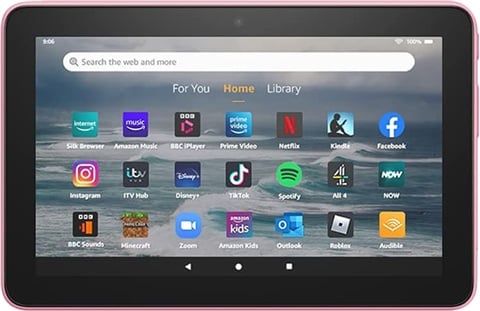 9:06 100%
Search the web and more
For You Home Library
internet music BBC prime video N
Silk Browser Amazon Music BBC iPlayer Prime Video Netflix Kindle Facebook
itv HUB Disney+ 4 NOW
Instagram ITV Hub Disney+ TikTok Spotify All 4 NOW
BBC SOUNDS amazon kids
BBC Sounds Minecraft Zoom Amazon Kids Outlook Roblox Audible